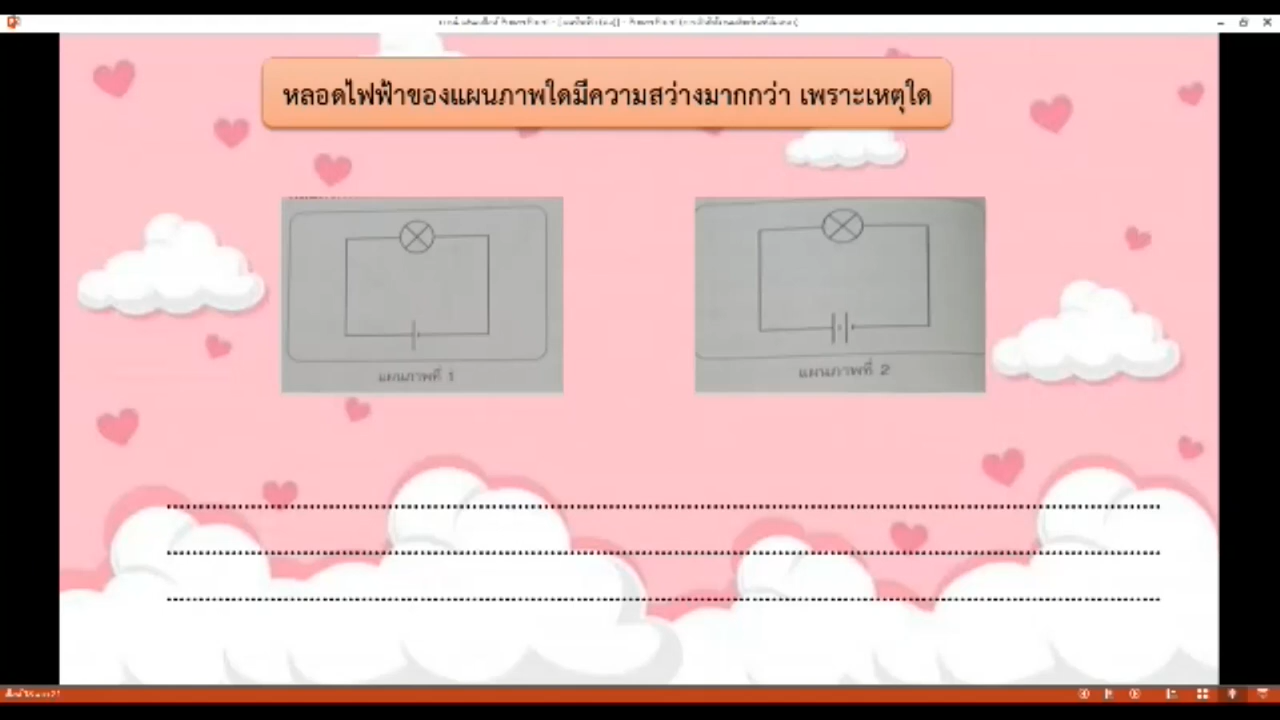 หลอดไฟฟ้าของแผนภาพใดมีความสว่างมากกว่า เพราะเหตุใด
แผนภาพที่ 1
แผนภาพที่ 2